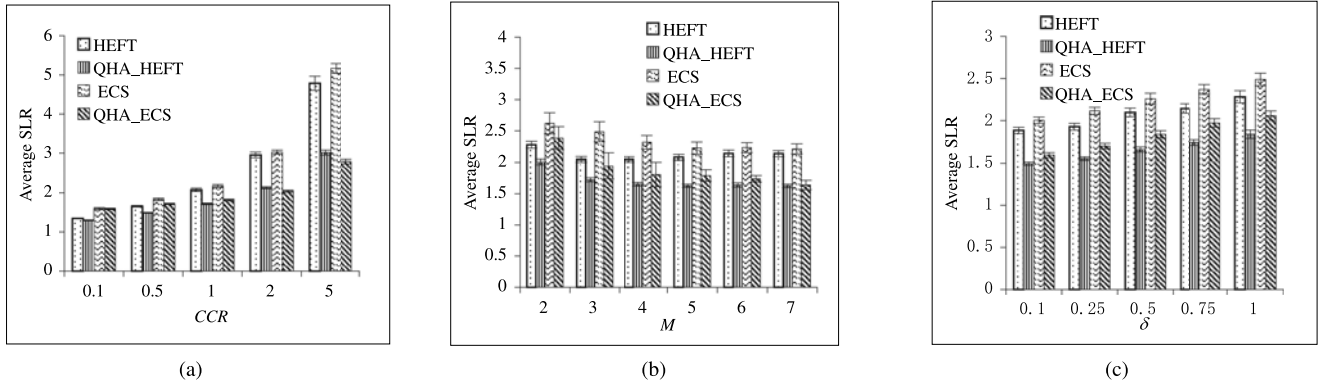 6
5
4
3
2
1
0
Average SLR
HEFT
QHA_HEFT
ECS
QHA_ECS
0.1 0.5 1 2 5
CCR
(a)
4
3.5
3
2.5
2
1.5
1
0.5
0
Average SLR
HEFT
QHA_HEFT
ECS
QHA_ECS
2 3 4 5 6 7
M
(b)
3
2.5
2
1.5
1
0.5
0
Average SLR
HEFT
QHA_HEFT
ECS
QHA_ECS
0.1 0.25 0.5 0.75 1
δ
(c)